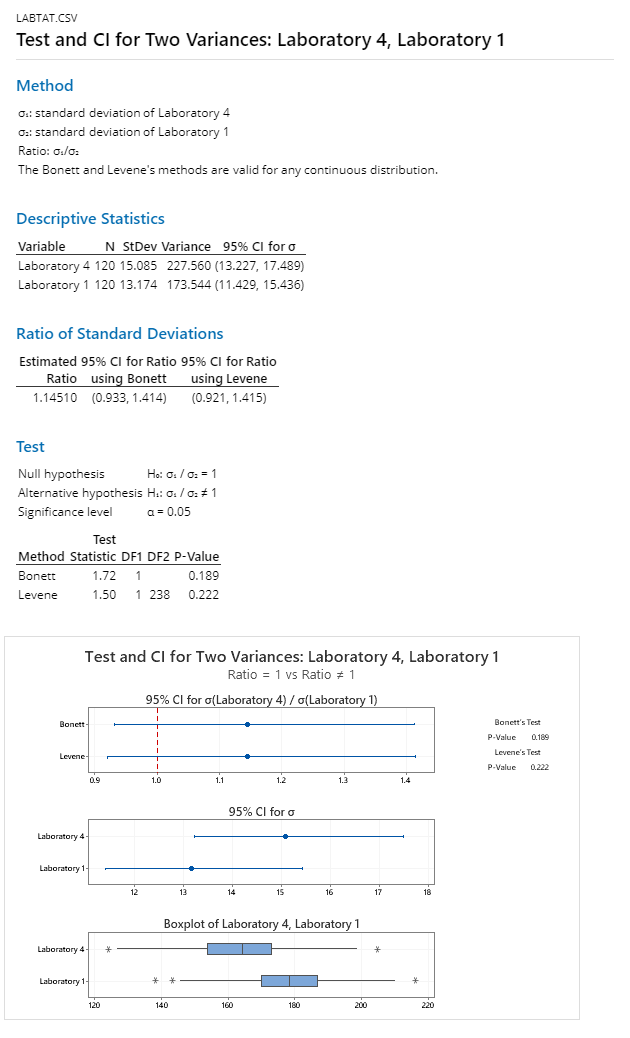 LABTAT.CSV
Test and CI for Two Variances: Laboratory 4, Laboratory 1
Method
σ₁: standard deviation of Laboratory 4
σ₂: standard deviation of Laboratory 1
Ratio: σ₁/σ₂
The Bonett and Levene's methods are valid for any continuous distribution.
Descriptive Statistics
Variable N StDev Variance 95% CI for σ
Laboratory 4 120 15.085 227.560 (13.227, 17.489)
Laboratory 1 120 13.174 173.544 (11.429, 15.436)
Ratio of Standard Deviations
Estimated 95% CI for Ratio 95% CI for Ratio
Ratio using Bonett using Levene
1.14510 (0.933, 1.414) (0.921, 1.415)
Test
Null hypothesis H₀: σ₁ / σ₂ = 1
Alternative hypothesis H₁: σ₁ / σ₂ ≠ 1
Significance level α = 0.05
Test
Method Statistic DF1 DF2 P-Value
Bonett 1.72 1 0.189
Levene 1.50 1 238 0.222
Test and CI for Two Variances: Laboratory 4, Laboratory 1
Ratio = 1 vs Ratio ≠ 1
95% CI for σ(Laboratory 4) / σ(Laboratory 1)
Bonett
Levene
0.9 1.0 1.1 1.2 1.3 1.4
Bonett's Test
P-Value 0.189
Levene's Test
P-Value 0.222
95% CI for σ
Laboratory 4
Laboratory 1
12 13 14 15 16 17 18
Boxplot of Laboratory 4, Laboratory 1
Laboratory 4
Laboratory 1
120 140 160 180 200 220